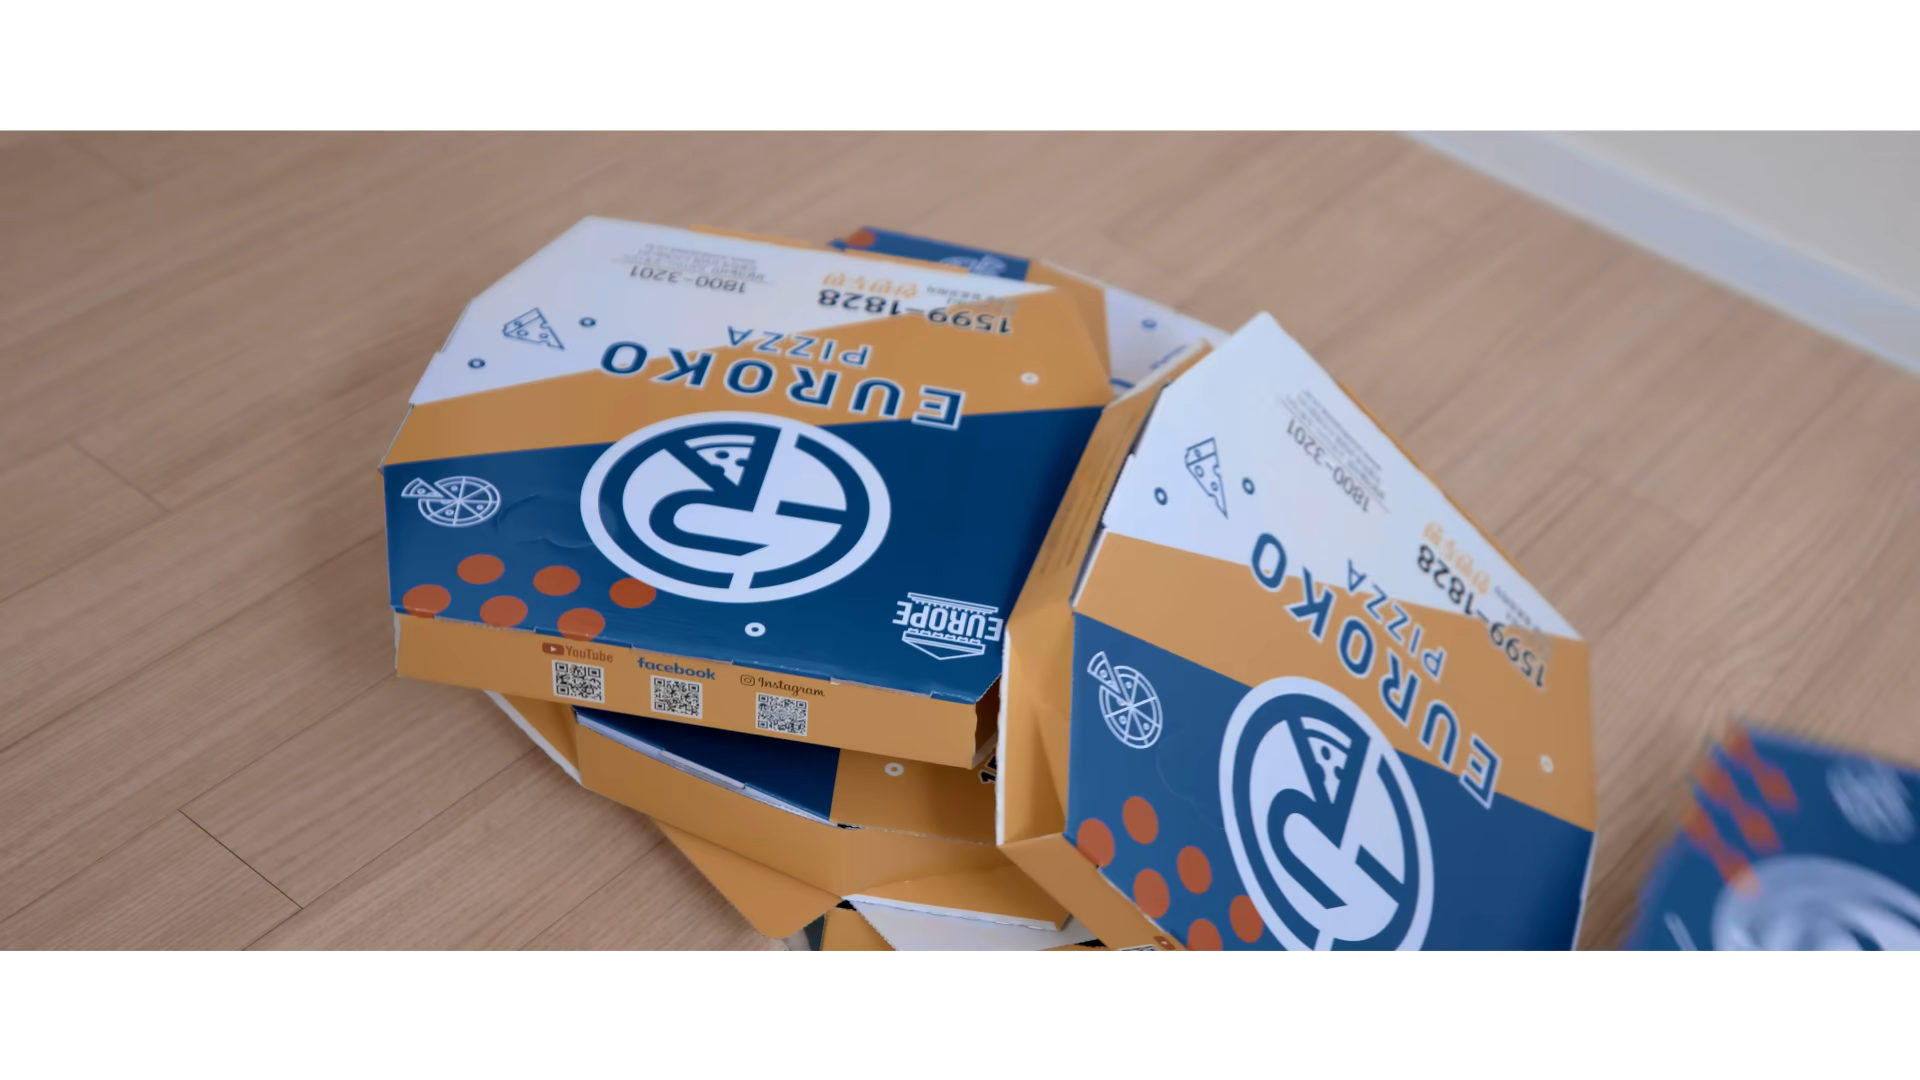 EUROKO
PIZZA
1599-1828
1800-3201
EUROPE
YouTube
facebook
Instagram
EUROKO
PIZZA
1599-1828
1800-3201